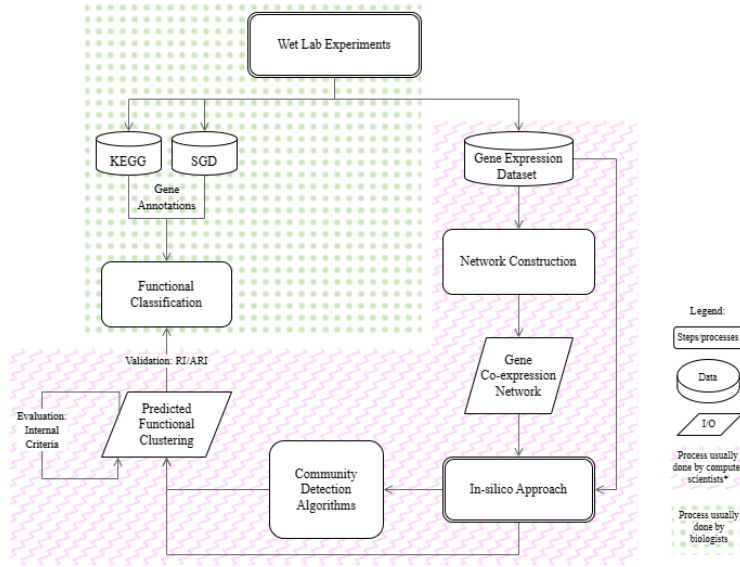 Wet Lab Experiments
KEGG
SGD
Gene
Annotations
Gene Expression
Dataset
Functional
Classification
Network Construction
Validation: RI/ARI
Gene
Co-expression
Network
Evaluation:
Internal
Criteria
Predicted
Functional
Clustering
Community
Detection
Algorithms
In-silico Approach
Legend:
Steps/processes
Data
I/O
Process usually
done by computer
scientists*
Process usually
done by
biologists